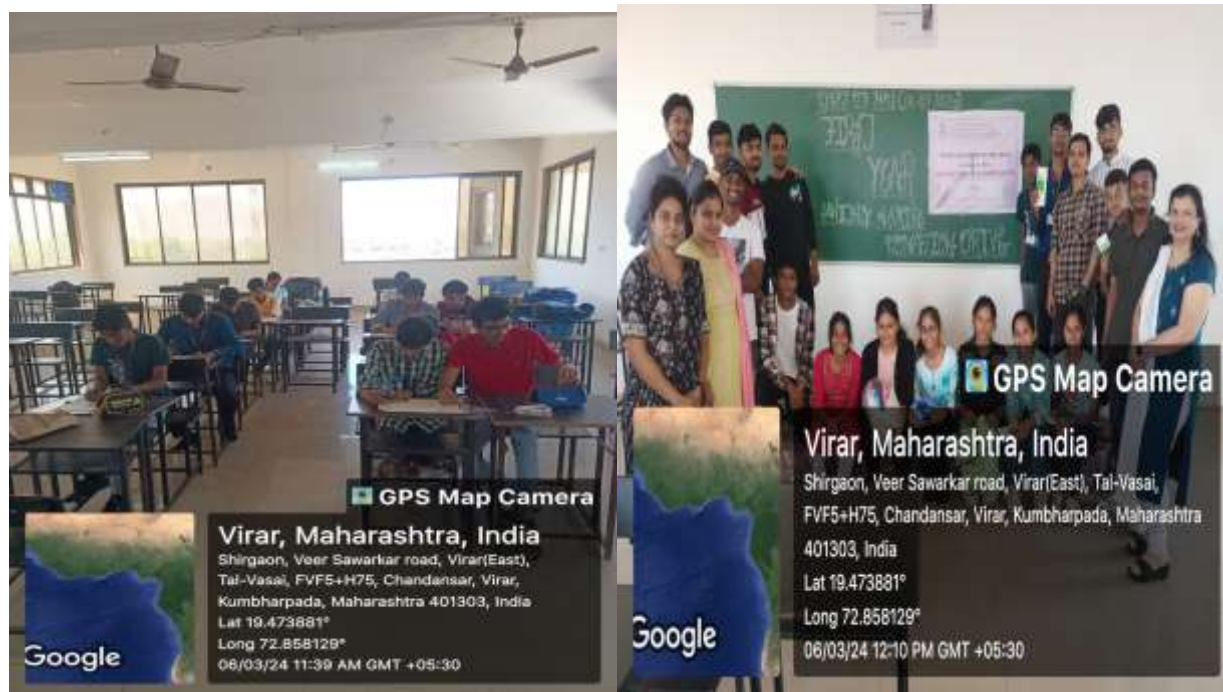 GPS Map Camera
Virar, Maharashtra, India
Shirgaon, Veer Sawarkar road, Virar(East),
Tal-Vasai, FVF5+H75, Chandansar, Virar,
Kumbharpada, Maharashtra 401303, India
Lat 19.473881°
Long 72.858129°
06/03/24 11:39 AM GMT +05:30
Google
YEAR
GPS Map Camera
Virar, Maharashtra, India
Shirgaon, Veer Sawarkar road, Virar(East), Tal-Vasai,
FVF5+H75, Chandansar, Virar, Kumbharpada, Maharashtra
401303, India
Lat 19.473881°
Long 72.858129°
06/03/24 12:10 PM GMT +05:30
Google